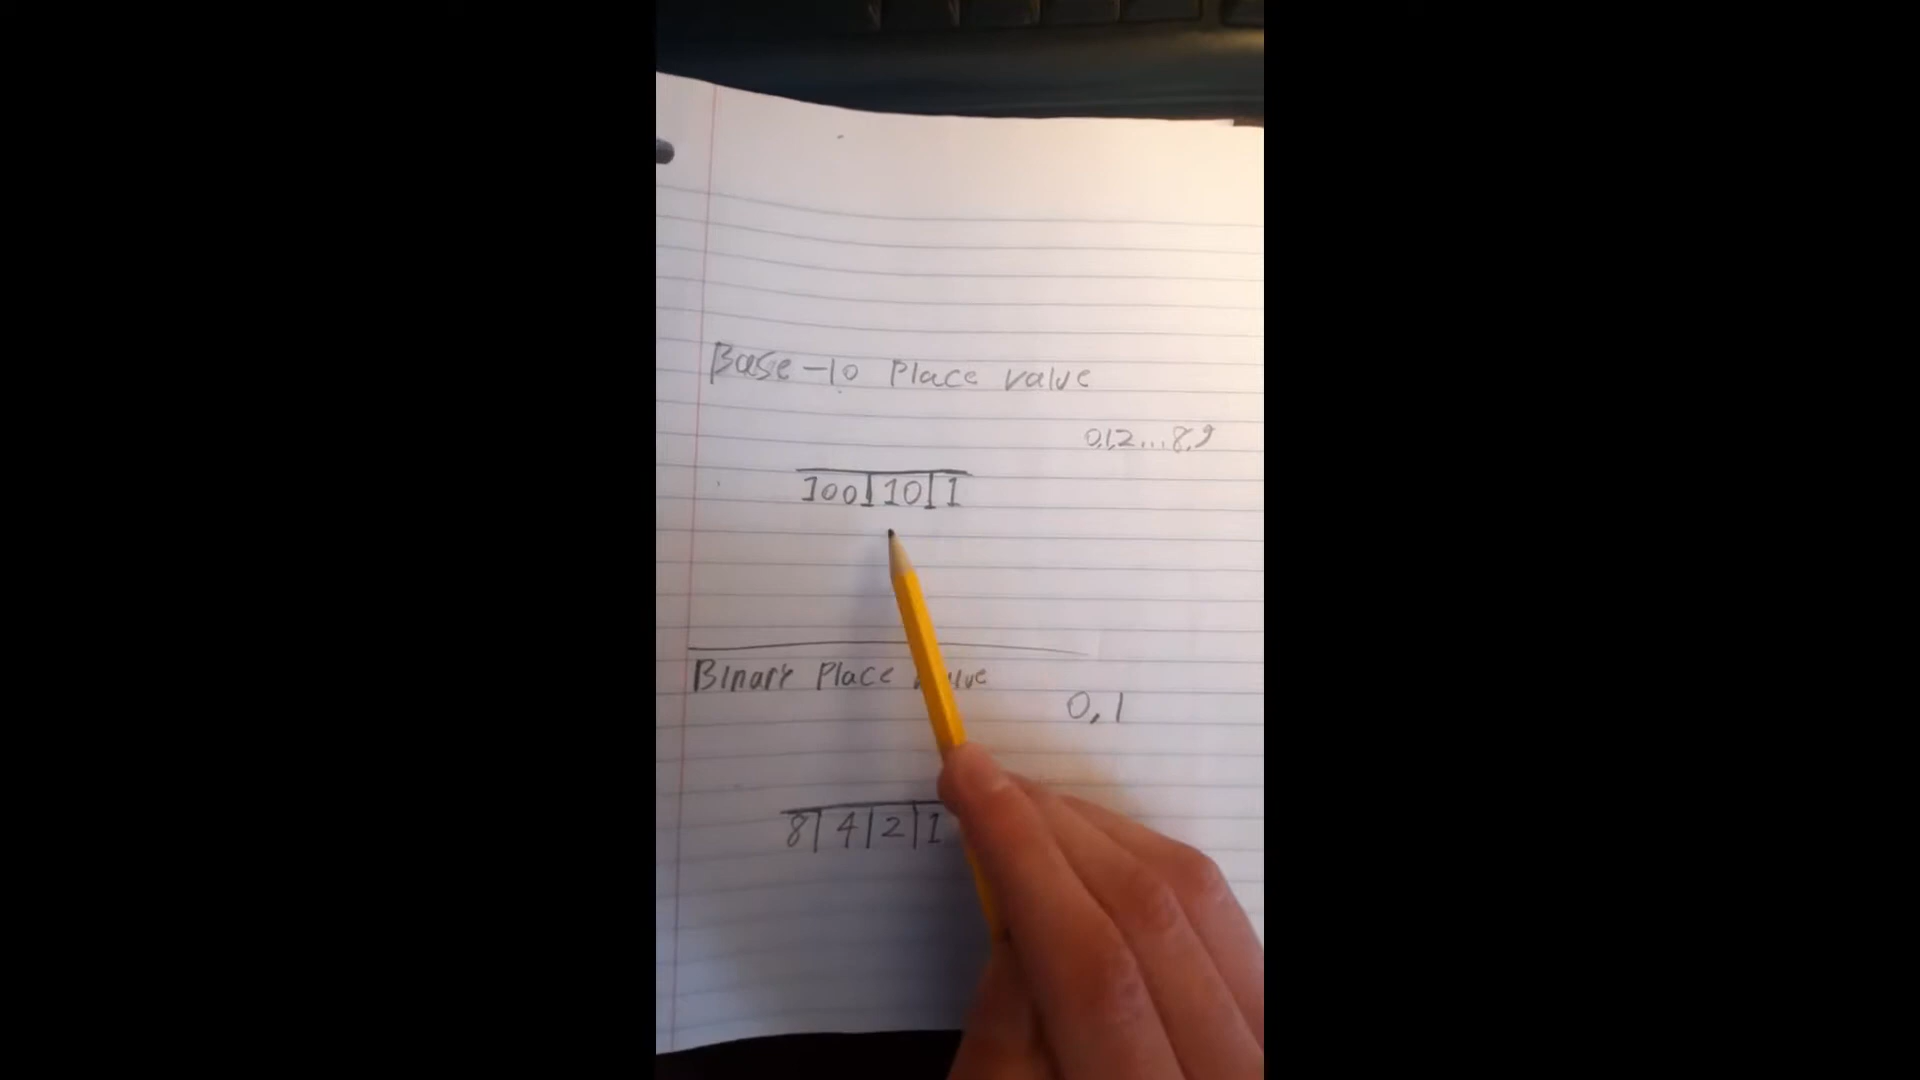 Base-10 Place value
0,1,2...8,9
100|10|1
Binary Place
0,1
8|4|2|1